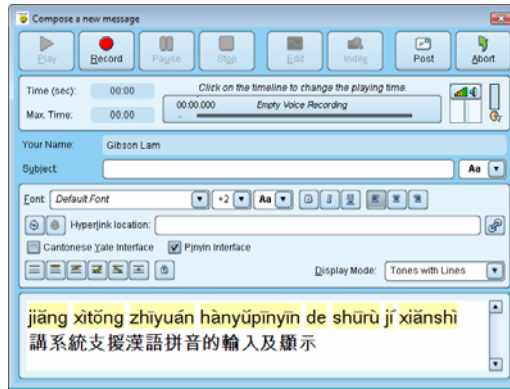 Compose a new message
Play Record Pause Stop Edit Index Post Abort
Time (sec): 00:00 Click on the timeline to change the playing time.
00:00.000 Empty Voice Recording
Max. Time: 00:00
Your Name: Gibson Lam
Subject: Aa
Font: Default Font +2 Aa
Hyperlink location:
Cantonese Yale Interface Pinyin Interface
Display Mode: Tones with Lines
jiǎng xìtǒng zhīyuán hànyǔpīnyīn de shūrù jí xiǎnshì
講系統支援漢語拼音的輸入及顯示